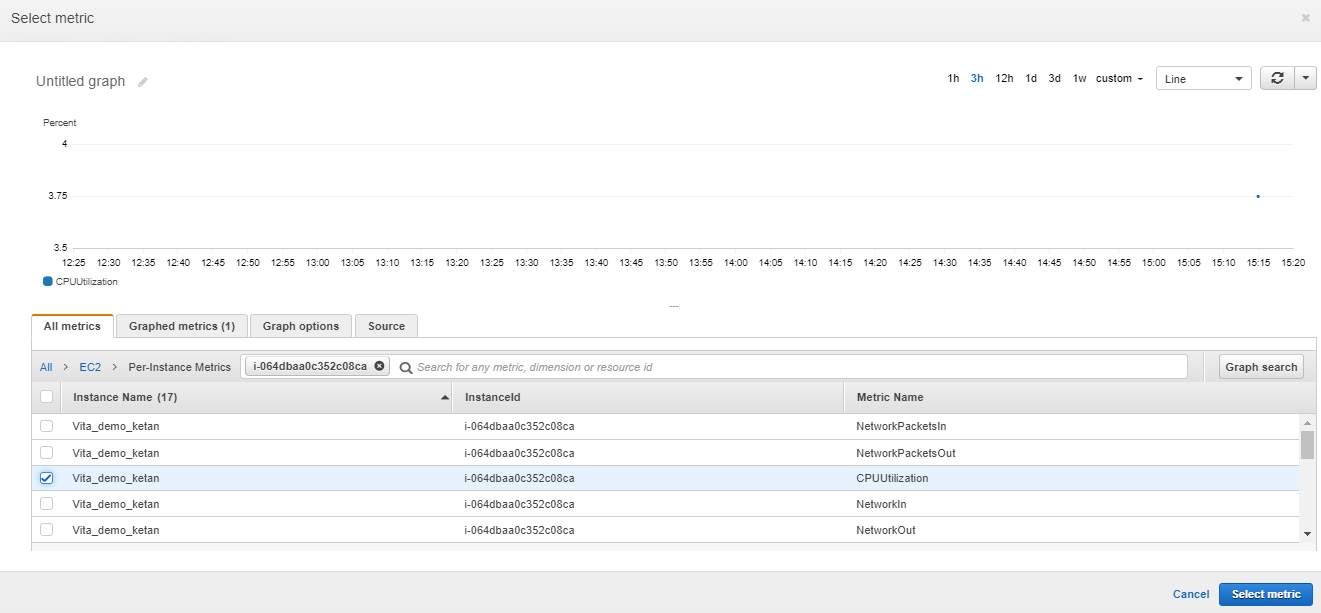 Select metric
×
Untitled graph
1h 3h 12h 1d 3d 1w custom
Line
Percent
4
3.75
3.5
12:25 12:30 12:35 12:40 12:45 12:50 12:55 13:00 13:05 13:10 13:15 13:20 13:25 13:30 13:35 13:40 13:45 13:50 13:55 14:00 14:05 14:10 14:15 14:20 14:25 14:30 14:35 14:40 14:45 14:50 14:55 15:00 15:05 15:10 15:15 15:20
CPUUtilization
All metrics Graphed metrics (1) Graph options Source
All > EC2 > Per-Instance Metrics i-064dbaa0c352c08ca Search for any metric, dimension or resource id Graph search
Instance Name (17) InstanceId Metric Name
Vita_demo_ketan i-064dbaa0c352c08ca NetworkPacketsIn
Vita_demo_ketan i-064dbaa0c352c08ca NetworkPacketsOut
Vita_demo_ketan i-064dbaa0c352c08ca CPUUtilization
Vita_demo_ketan i-064dbaa0c352c08ca NetworkIn
Vita_demo_ketan i-064dbaa0c352c08ca NetworkOut
Cancel Select metric